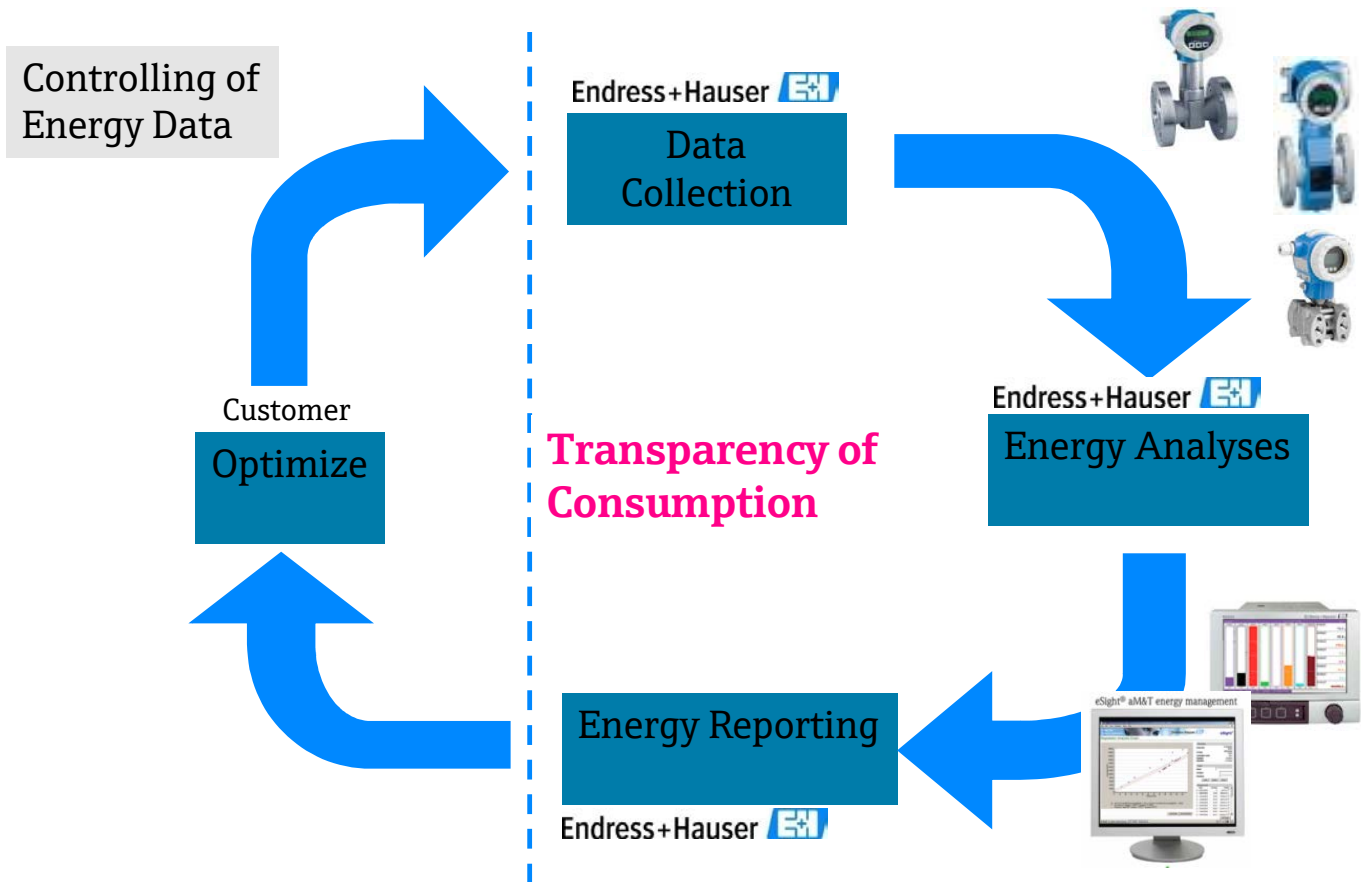 Controlling of
Energy Data
Endress+Hauser E+H
Data
Collection
Endress+Hauser E+H
Energy Analyses
Customer
Optimize
Transparency of
Consumption
Energy Reporting
Endress+Hauser E+H
eSight® aM&T energy management